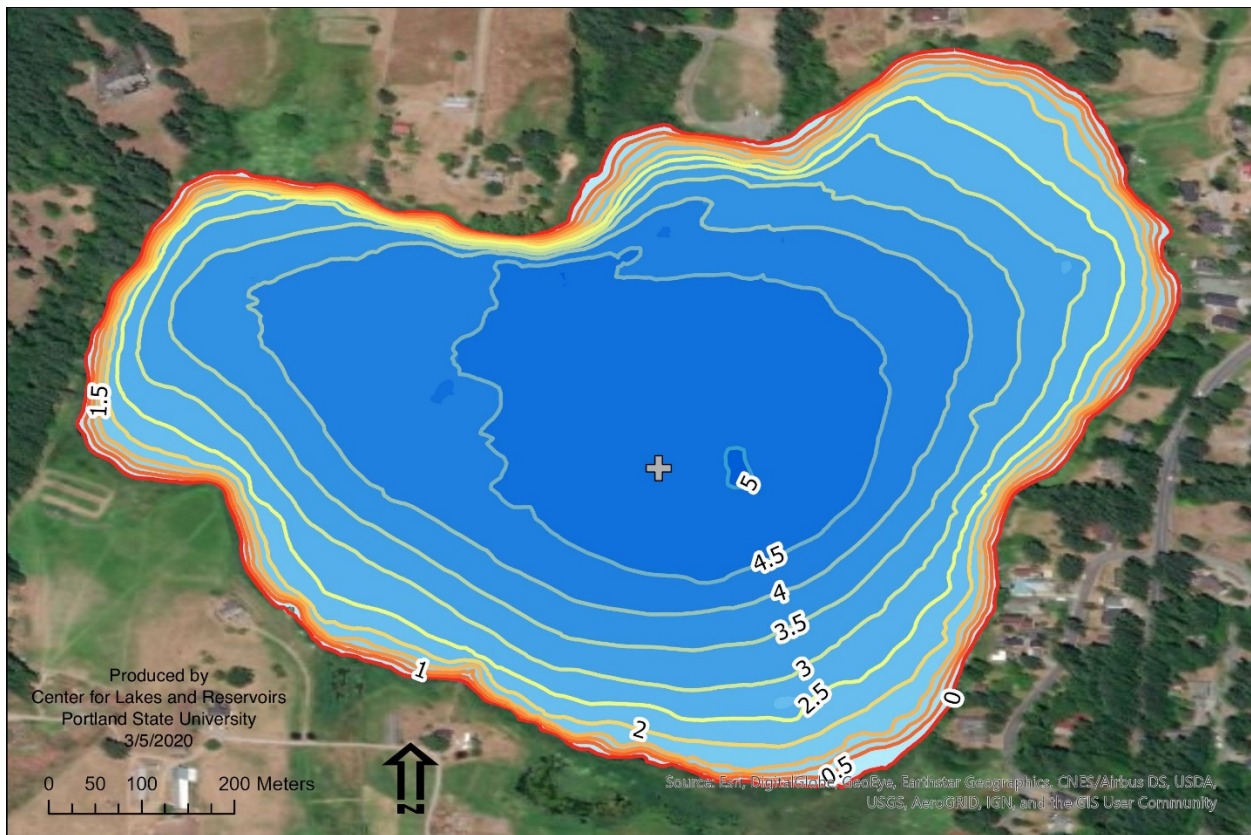 1.5
5
4.5
4
3.5
3
2.5
2
1
0
0.5
Produced by
Center for Lakes and Reservoirs
Portland State University
3/5/2020
0 50 100 200 Meters
N
Source: Esri, DigitalGlobe, GeoEye, Earthstar Geographics, CNES/Airbus DS, USDA,
USGS, AeroGRID, IGN, and the GIS User Community